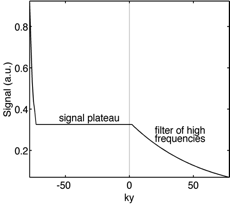 0.8
0.6
0.4
0.2
Signal (a.u.)
signal plateau
filter of high
frequencies
-50
0
50
ky